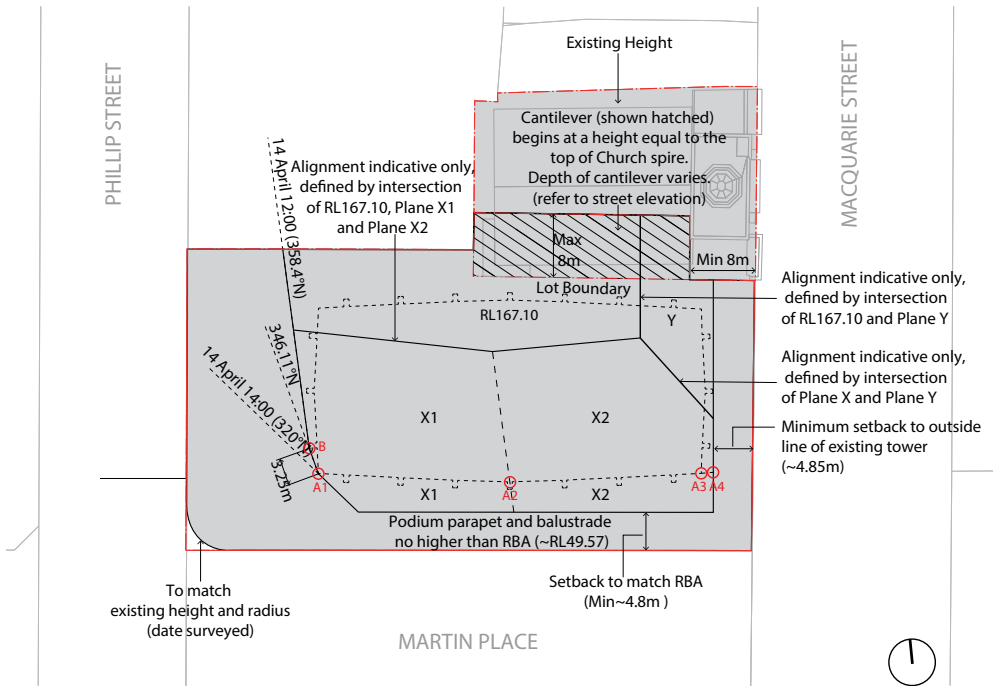 Existing Height
PHILLIP STREET
MACQUARIE STREET
Cantilever (shown hatched)
begins at a height equal to the
top of Church spire.
Depth of cantilever varies.
(refer to street elevation)
14 April 12:00 (358.4°N)
Alignment indicative only,
defined by intersection
of RL167.10, Plane X1
and Plane X2
Max
8m
Min 8m
Lot Boundary
Alignment indicative only,
defined by intersection
of RL167.10 and Plane Y
RL167.10
Y
346.11°N
14 April 14:00 (320°N)
Alignment indicative only,
defined by intersection
of Plane X and Plane Y
X1
X2
Minimum setback to outside
line of existing tower
(~4.85m)
B
3.25m
A1
A2
A3
A4
X1
X2
Podium parapet and balustrade
no higher than RBA (~RL49.57)
To match
existing height and radius
(date surveyed)
Setback to match RBA
(Min~4.8m )
MARTIN PLACE